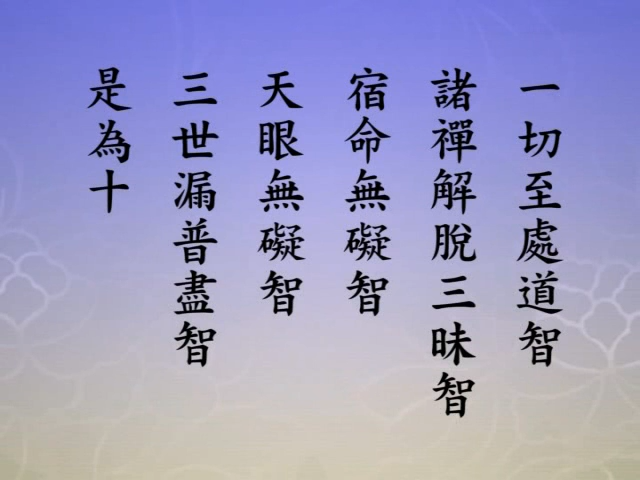 一切至處道智
諸禪解脫三昧智
宿命無礙智
天眼無礙智
三世漏普盡智
是為十